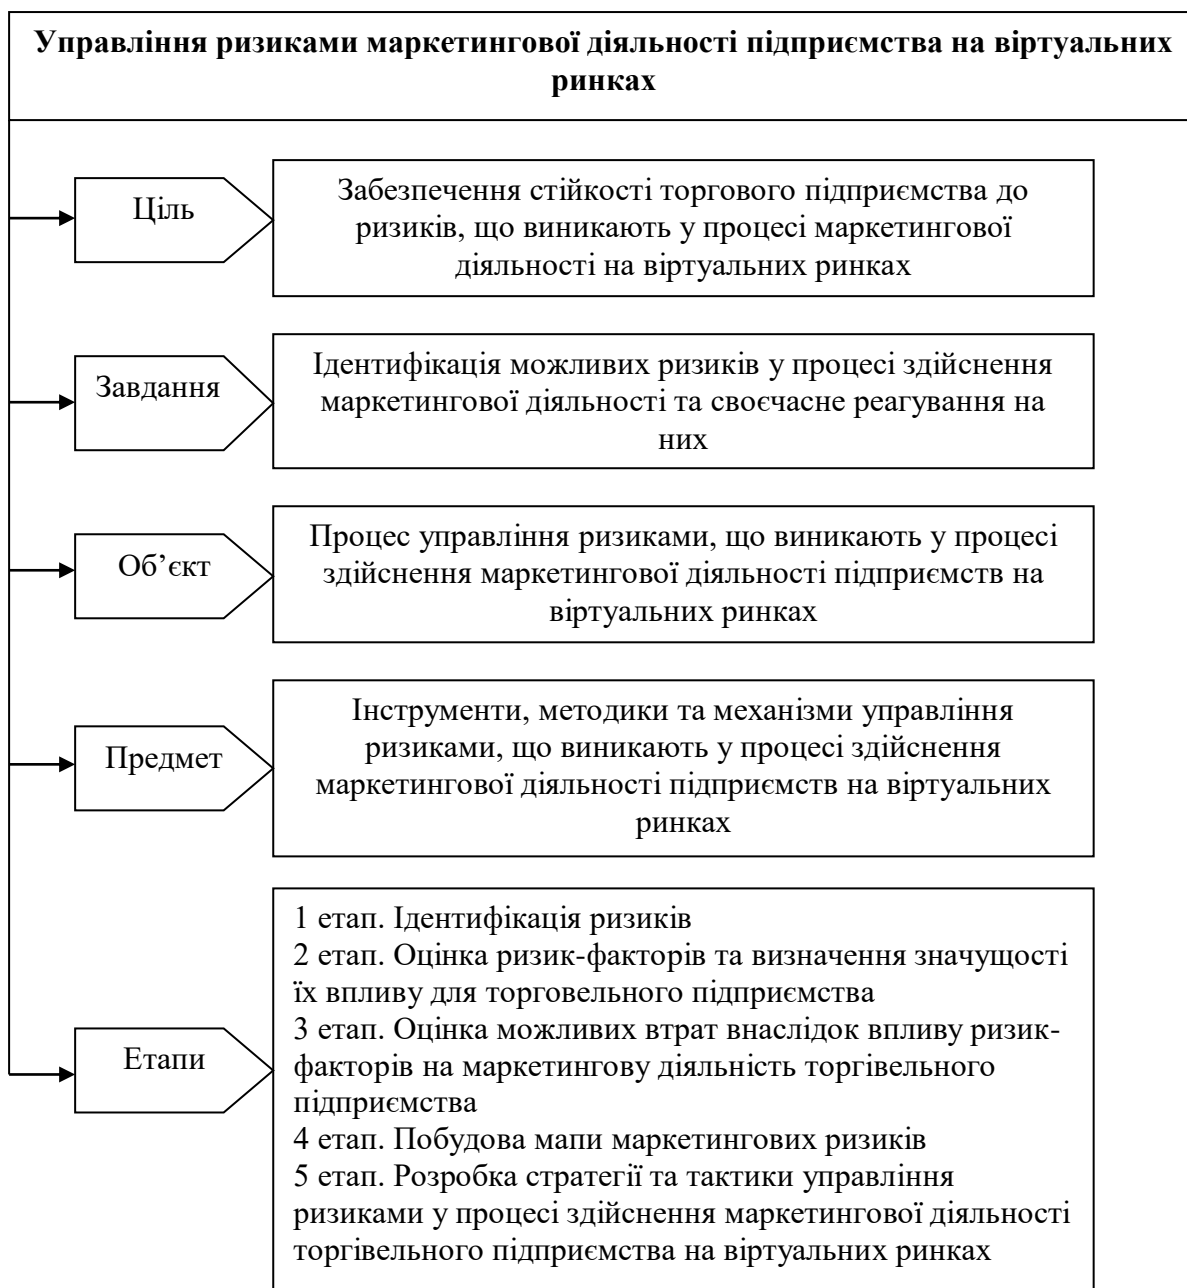 Управління ризиками маркетингової діяльності підприємства на віртуальних
ринках
Ціль
Забезпечення стійкості торгового підприємства до
ризиків, що виникають у процесі маркетингової
діяльності на віртуальних ринках
Завдання
Ідентифікація можливих ризиків у процесі здійснення
маркетингової діяльності та своєчасне реагування на
них
Об’єкт
Процес управління ризиками, що виникають у процесі
здійснення маркетингової діяльності підприємств на
віртуальних ринках
Предмет
Інструменти, методики та механізми управління
ризиками, що виникають у процесі здійснення
маркетингової діяльності підприємств на віртуальних
ринках
Етапи
1 етап. Ідентифікація ризиків
2 етап. Оцінка ризик-факторів та визначення значущості
їх впливу для торговельного підприємства
3 етап. Оцінка можливих втрат внаслідок впливу ризик-
факторів на маркетингову діяльність торгівельного
підприємства
4 етап. Побудова мапи маркетингових ризиків
5 етап. Розробка стратегії та тактики управління
ризиками у процесі здійснення маркетингової діяльності
торгівельного підприємства на віртуальних ринках